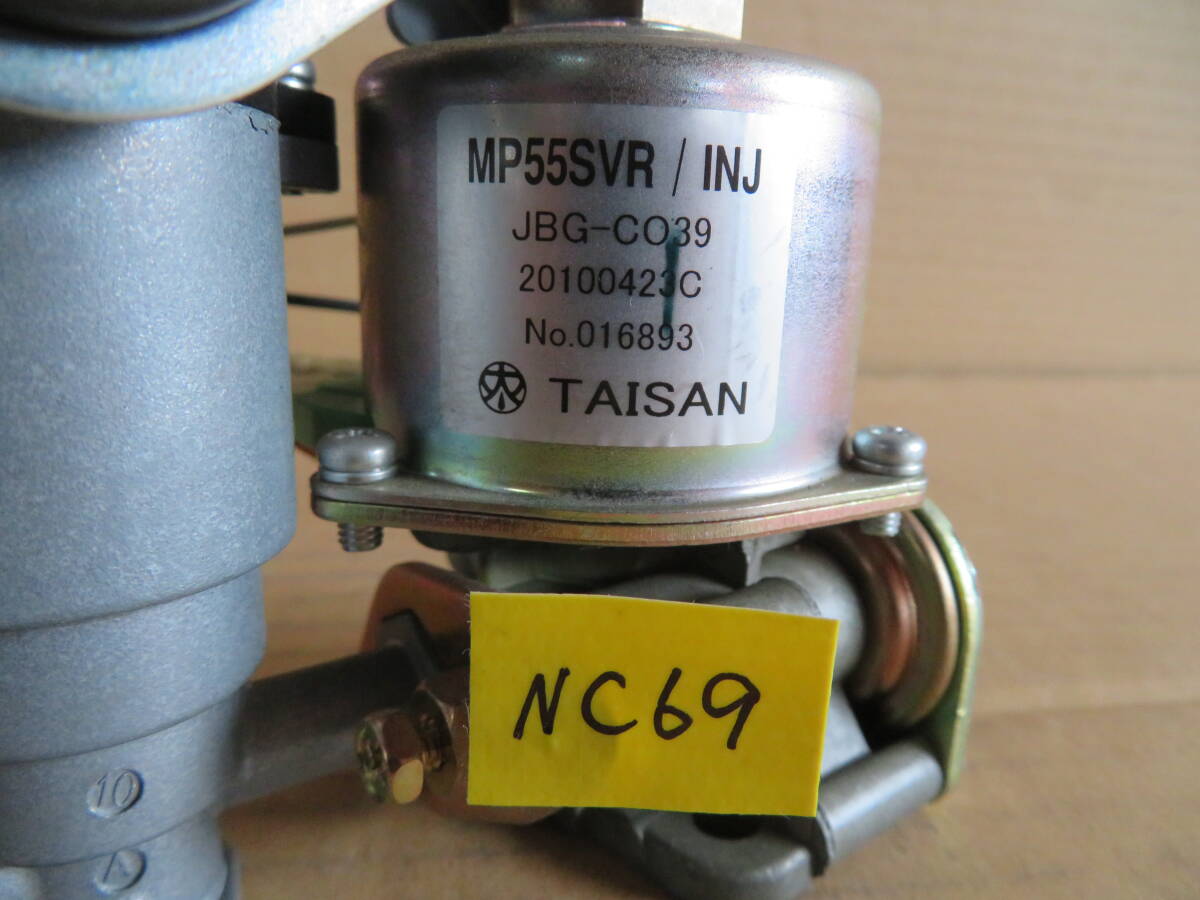 MP55SVR / INJ
JBG-CO39
20100423C
No.016893
TAISAN
NC69
10